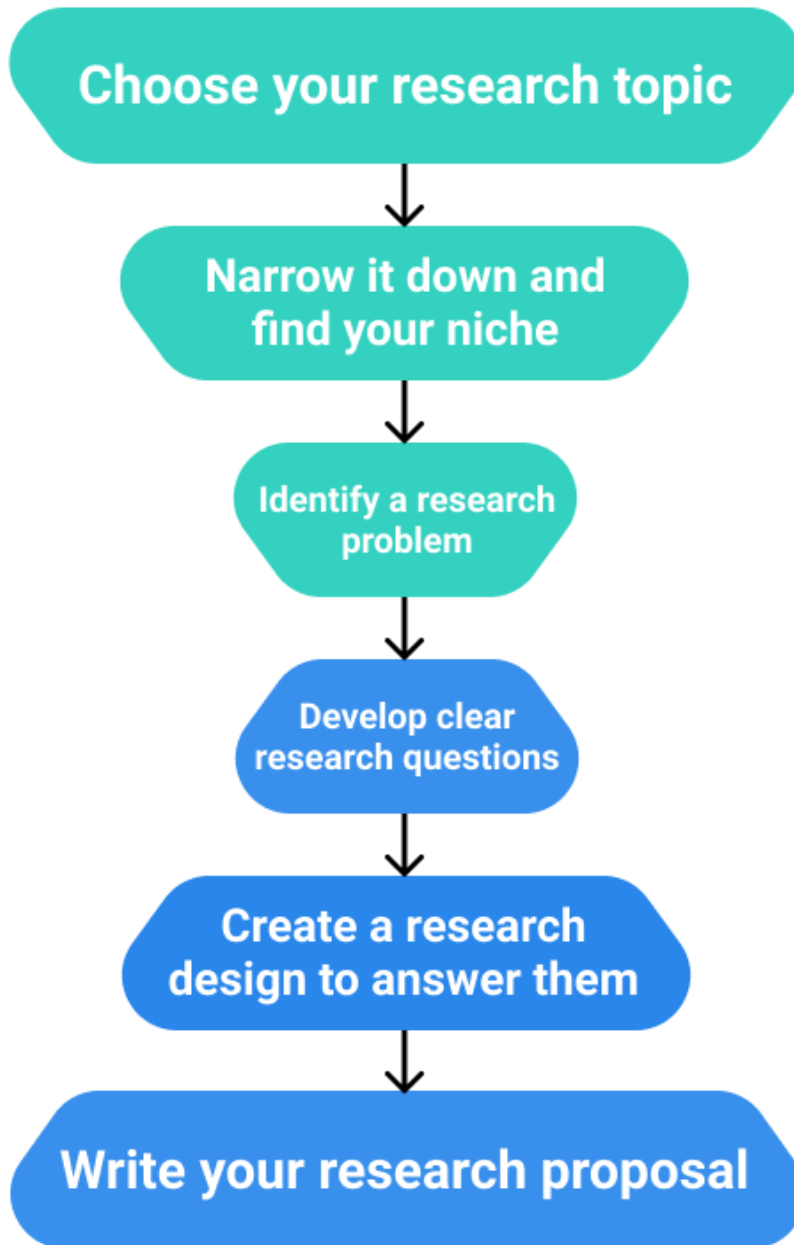 Choose your research topic
Narrow it down and
find your niche
Identify a research
problem
Develop clear
research questions
Create a research
design to answer them
Write your research proposal